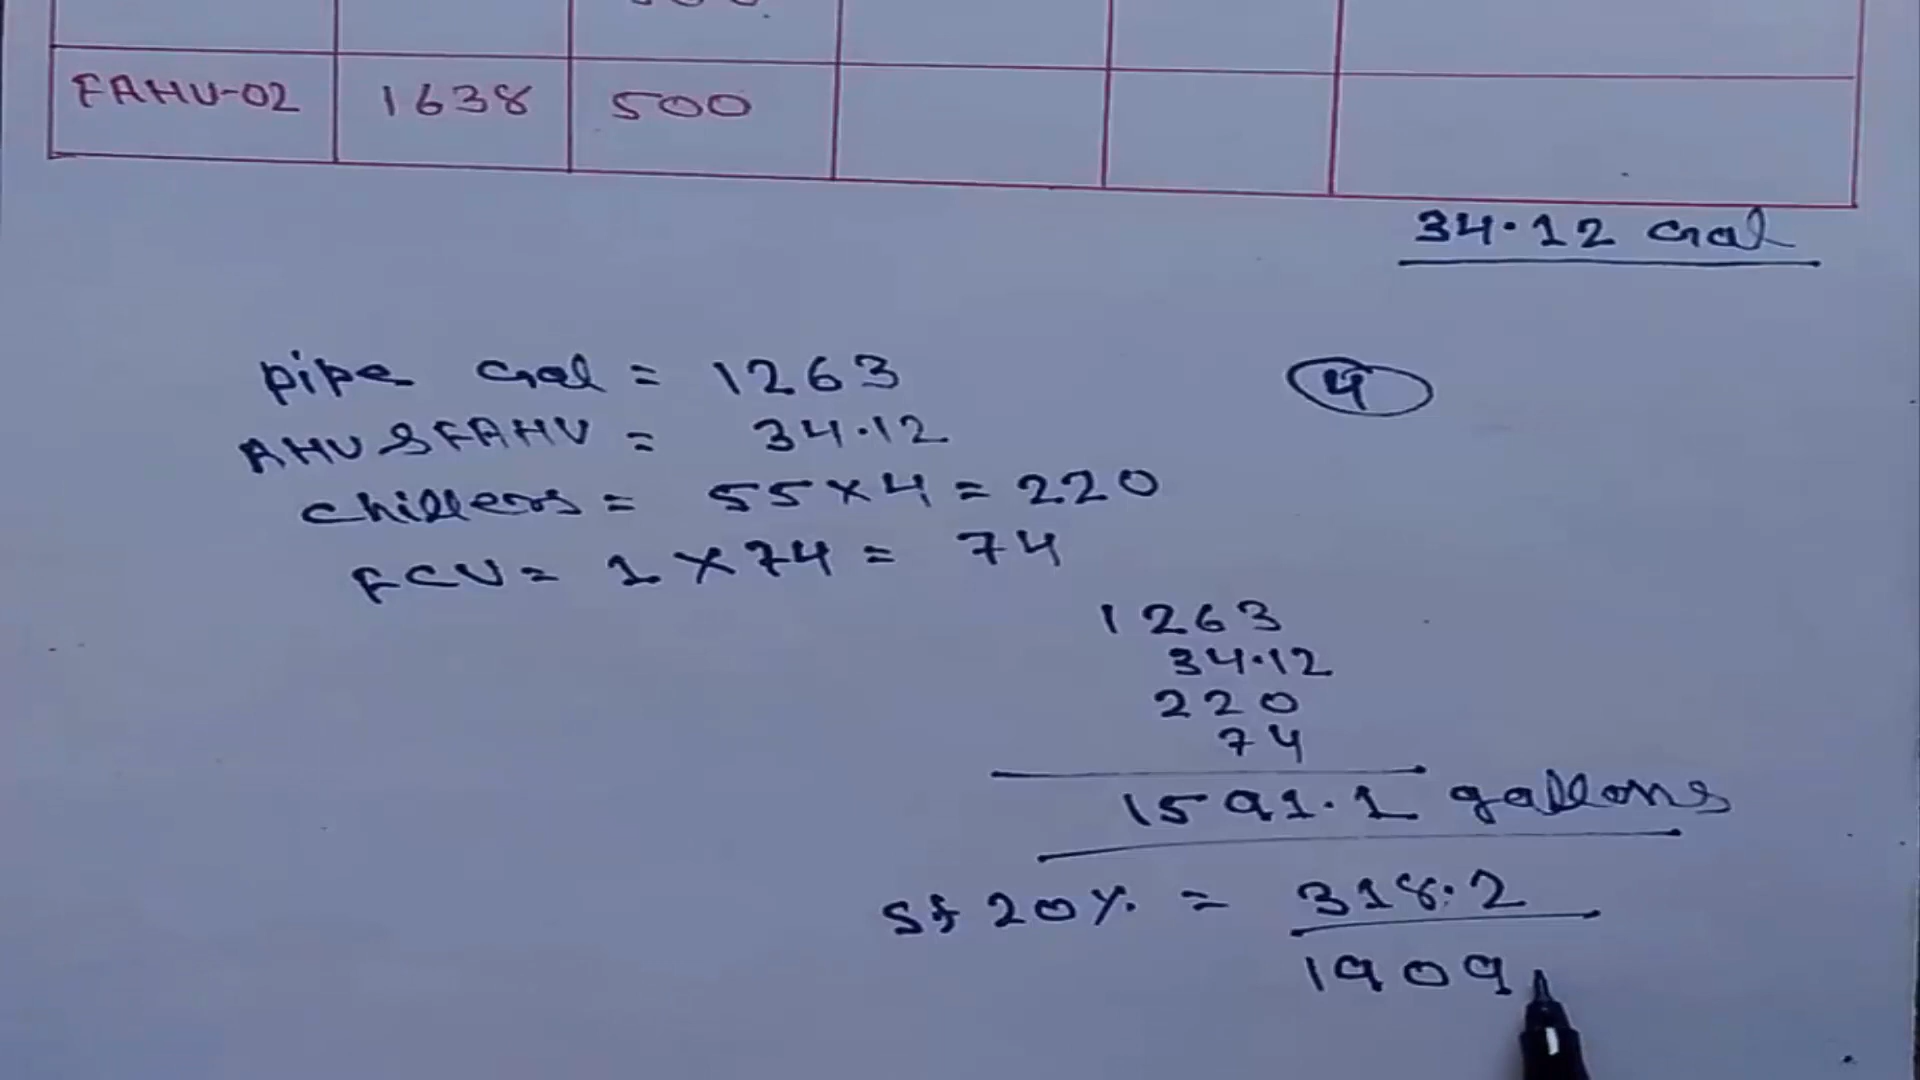 FAHU-02 1638 500
34.12 Gal
pipe Gal = 1263
4
AHU & FAHU = 34.12
chillers = 55 x 4 = 220
FCU = 1 x 74 = 74
1263
34.12
220
74
1591.1 gallons
Sf 20% = 318.2
1909